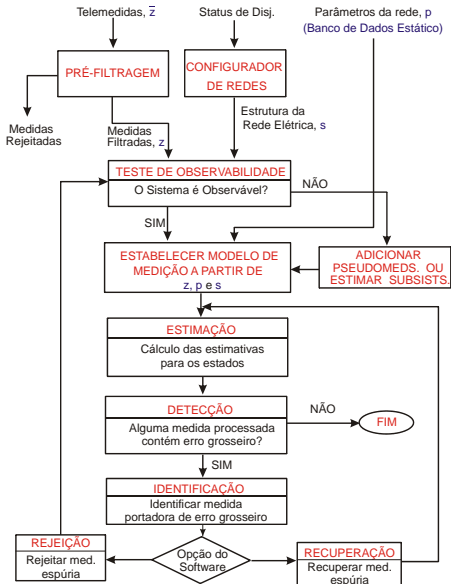 Telemedidas, z̅
Status de Disj.
Parâmetros da rede, p
(Banco de Dados Estático)
PRÉ-FILTRAGEM
CONFIGURADOR
DE REDES
Medidas
Rejeitadas
Medidas
Filtradas, z
Estrutura da
Rede Elétrica, s
TESTE DE OBSERVABILIDADE
O Sistema é Observável?
NÃO
SIM
ESTABELECER MODELO DE
MEDIÇÃO A PARTIR DE
z, p e s
ADICIONAR
PSEUDOMEDS. OU
ESTIMAR SUBSISTS.
ESTIMAÇÃO
Cálculo das estimativas
para os estados
DETECÇÃO
Alguma medida processada
contém erro grosseiro?
NÃO
FIM
SIM
IDENTIFICAÇÃO
Identificar medida
portadora de erro grosseiro
REJEIÇÃO
Rejeitar med.
espúria
Opção do
Software
RECUPERAÇÃO
Recuperar med.
espúria